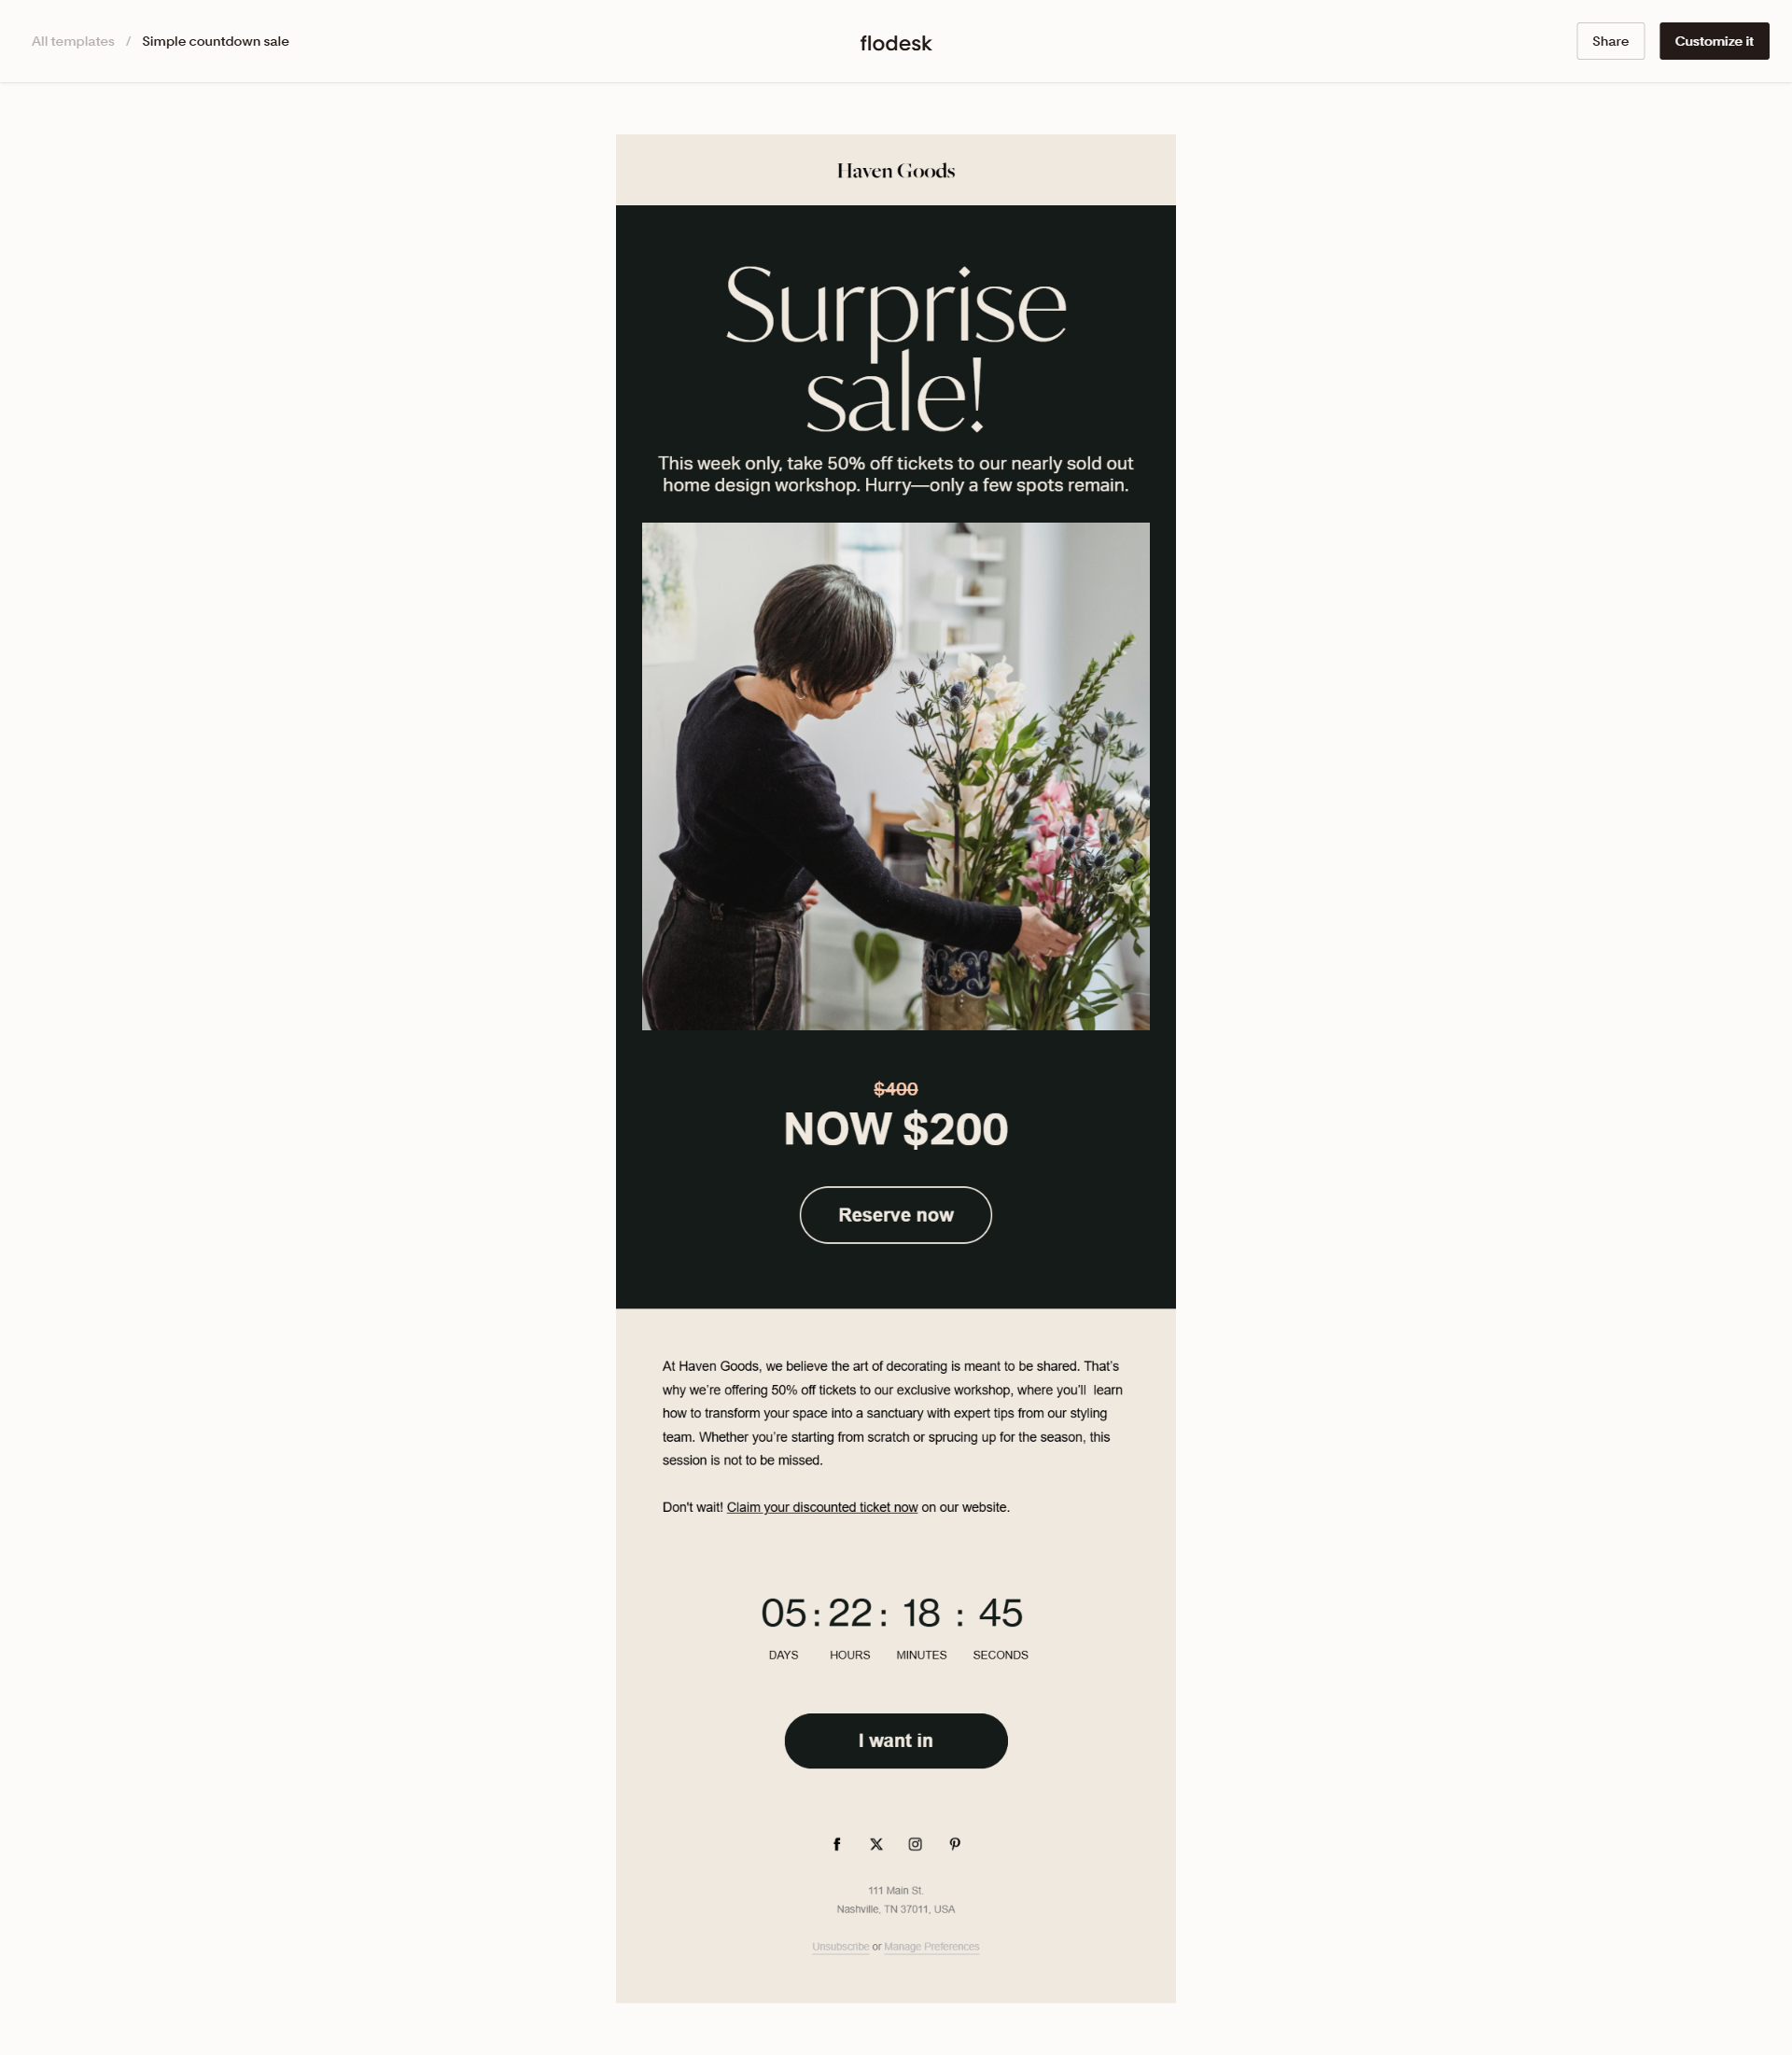 All templates / Simple countdown sale
flodesk
Share
Customize it
Haven Goods
Surprise
sale!
This week only, take 50% off tickets to our nearly sold out
home design workshop. Hurry—only a few spots remain.
$400
NOW $200
Reserve now
At Haven Goods, we believe the art of decorating is meant to be shared. That’s
why we’re offering 50% off tickets to our exclusive workshop, where you’ll  learn
how to transform your space into a sanctuary with expert tips from our styling
team. Whether you’re starting from scratch or sprucing up for the season, this
session is not to be missed.
Don't wait! Claim your discounted ticket now on our website.
05 : 22 : 18 : 45
DAYS HOURS MINUTES SECONDS
I want in
111 Main St.
Nashville, TN 37011, USA
Unsubscribe or Manage Preferences